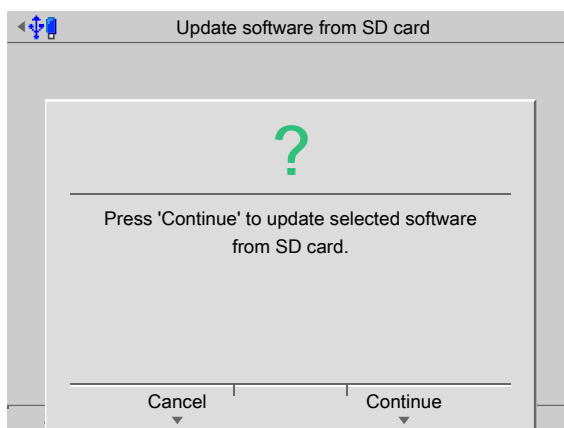 Update software from SD card
?
Press 'Continue' to update selected software
from SD card.
Cancel
Continue